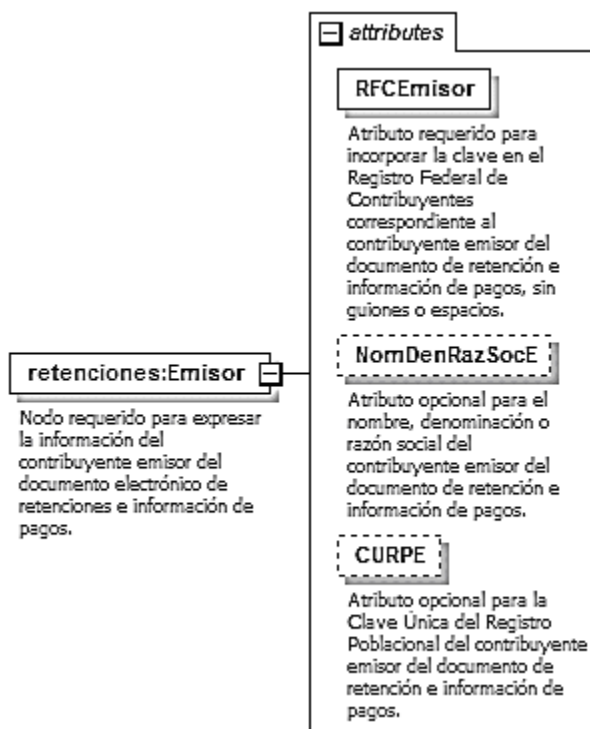 attributes
RFCEmisor
Atributo requerido para
incorporar la clave en el
Registro Federal de
Contribuyentes
correspondiente al
contribuyente emisor del
documento de retención e
información de pagos, sin
guiones o espacios.
retenciones:Emisor
Nodo requerido para expresar
la información del
contribuyente emisor del
documento electrónico de
retenciones e información de
pagos.
NomDenRazSocE
Atributo opcional para el
nombre, denominación o
razón social del
contribuyente emisor del
documento de retención e
información de pagos.
CURPE
Atributo opcional para la
Clave Única del Registro
Poblacional del contribuyente
emisor del documento de
retención e información de
pagos.